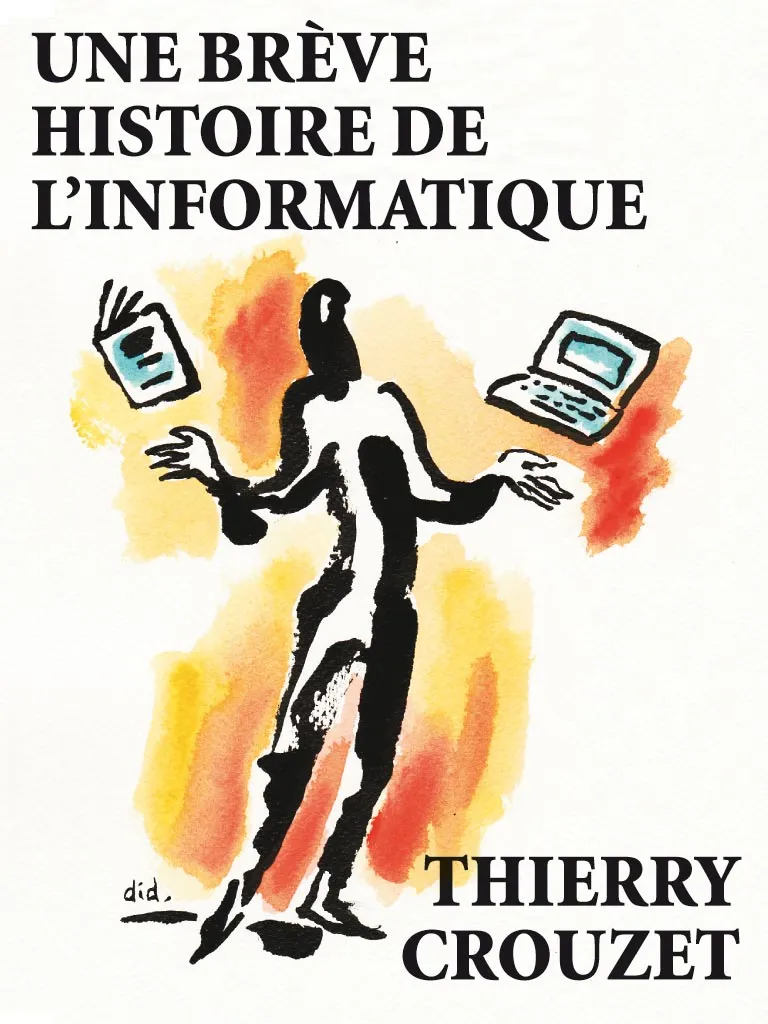 UNE BRÈVE
HISTOIRE DE
L’INFORMATIQUE
did.
THIERRY
CROUZET